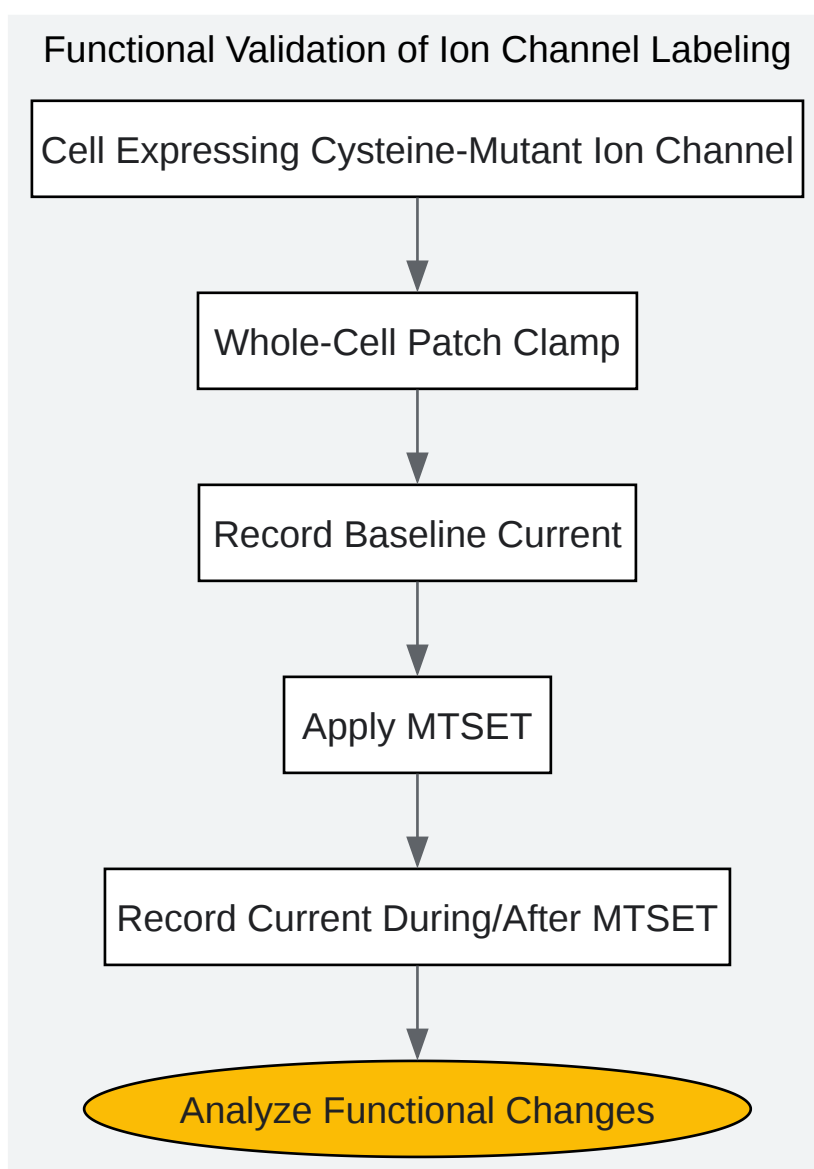 Functional Validation of Ion Channel Labeling
Cell Expressing Cysteine-Mutant Ion Channel
Whole-Cell Patch Clamp
Record Baseline Current
Apply MTSET
Record Current During/After MTSET
Analyze Functional Changes